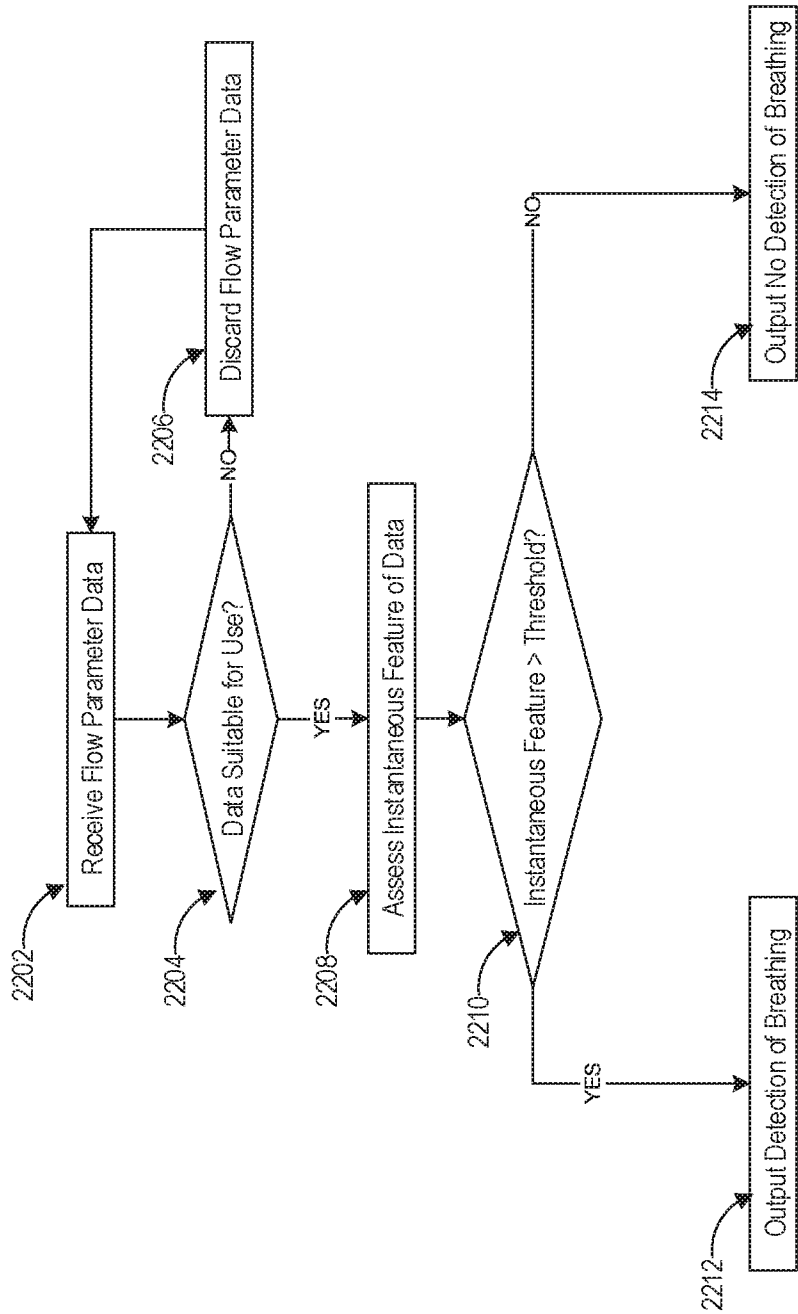 2202
Receive Flow Parameter Data
2204
Data Suitable for Use?
NO
2206
Discard Flow Parameter Data
YES
2208
Assess Instantaneous Feature of Data
2210
Instantaneous Feature > Threshold?
YES
NO
2212
Output Detection of Breathing
2214
Output No Detection of Breathing